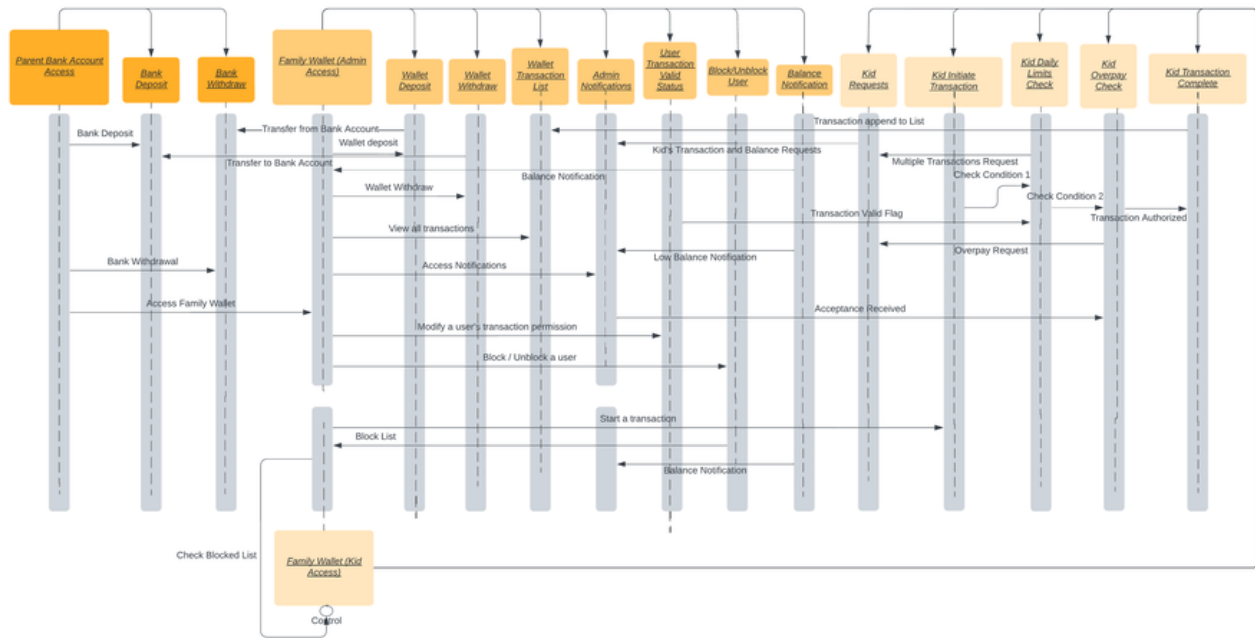 Parent Bank Account
Access
Bank
Deposit
Bank
Withdraw
Family Wallet (Admin
Access)
Wallet
Deposit
Wallet
Withdraw
Wallet
Transaction
List
Admin
Notifications
User
Transaction
Valid
Status
Block/Unblock
User
Balance
Notification
Kid
Requests
Kid Initiate
Transaction
Kid Daily
Limits
Check
Kid
Overpay
Check
Kid Transaction
Complete
Transaction append to List
Bank Deposit
Transfer from Bank Account
Wallet deposit
Kid's Transaction and Balance Requests
Transfer to Bank Account
Multiple Transactions Request
Balance Notification
Check Condition 1
Wallet Withdraw
Check Condition 2
Transaction Valid Flag
Transaction Authorized
View all transactions
Overpay Request
Low Balance Notification
Bank Withdrawal
Access Notifications
Access Family Wallet
Acceptance Received
Modify a user's transaction permission
Block / Unblock a user
Start a transaction
Block List
Balance Notification
Check Blocked List
Family Wallet (Kid
Access)
Control